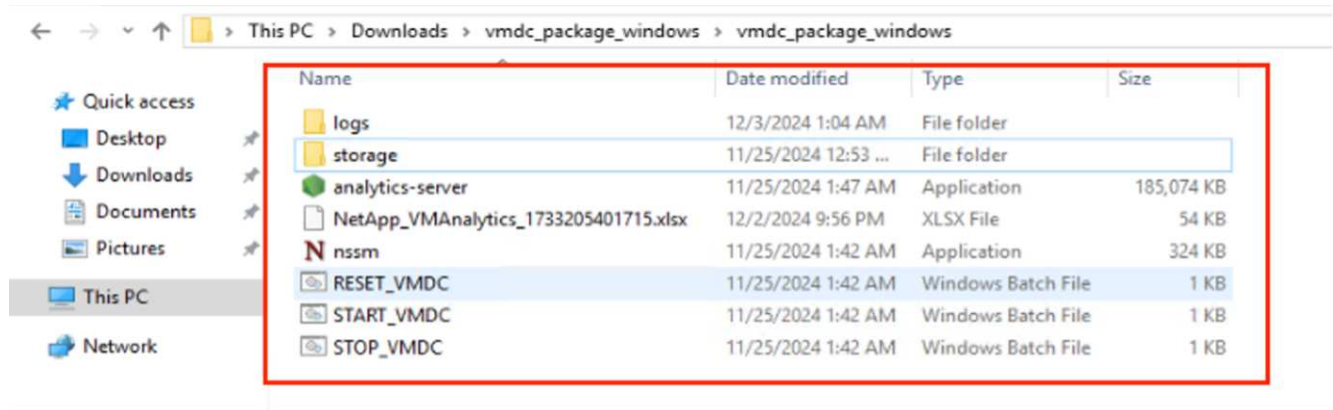 This PC > Downloads > vmdc_package_windows > vmdc_package_windows
Quick access
Desktop
Downloads
Documents
Pictures
This PC
Network
Name Date modified Type Size
logs 12/3/2024 1:04 AM File folder
storage 11/25/2024 12:53 ... File folder
analytics-server 11/25/2024 1:47 AM Application 185,074 KB
NetApp_VMAnalytics_1733205401715.xlsx 12/2/2024 9:56 PM XLSX File 54 KB
nssm 11/25/2024 1:42 AM Application 324 KB
RESET_VMDC 11/25/2024 1:42 AM Windows Batch File 1 KB
START_VMDC 11/25/2024 1:42 AM Windows Batch File 1 KB
STOP_VMDC 11/25/2024 1:42 AM Windows Batch File 1 KB